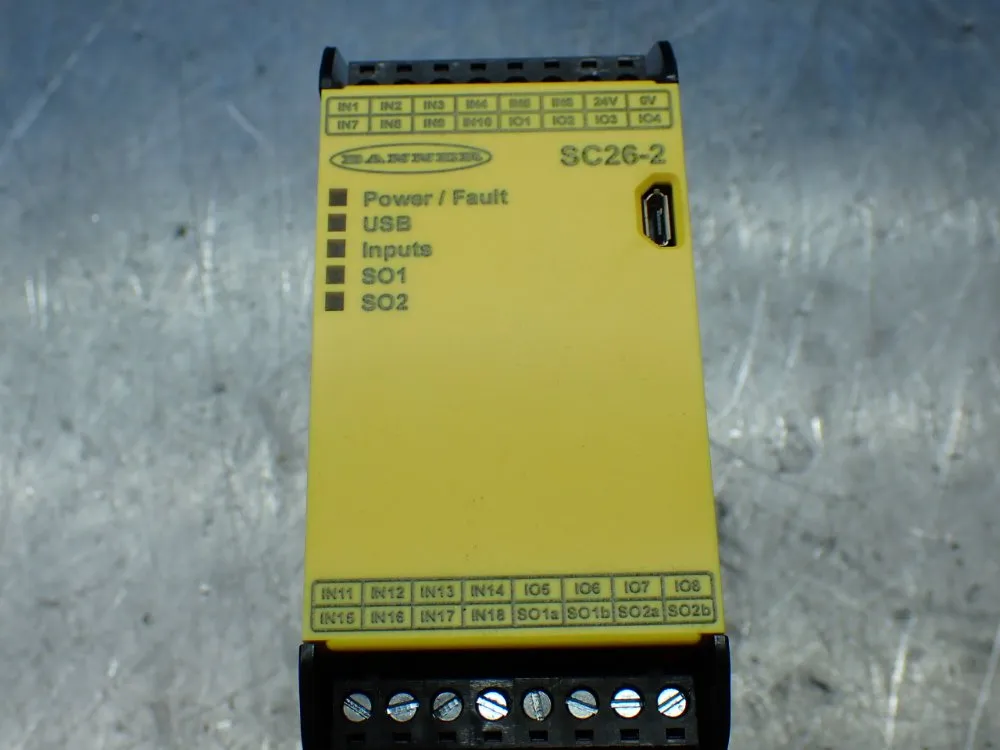 IN1 IN2 IN3 IN4 IN5 IN6 24V 0V
IN7 IN8 IN9 IN10 IO1 IO2 IO3 IO4
BANNER SC26-2
Power / Fault
USB
Inputs
SO1
SO2
IN11 IN12 IN13 IN14 IO5 IO6 IO7 IO8
IN15 IN16 IN17 IN18 SO1a SO1b SO2a SO2b